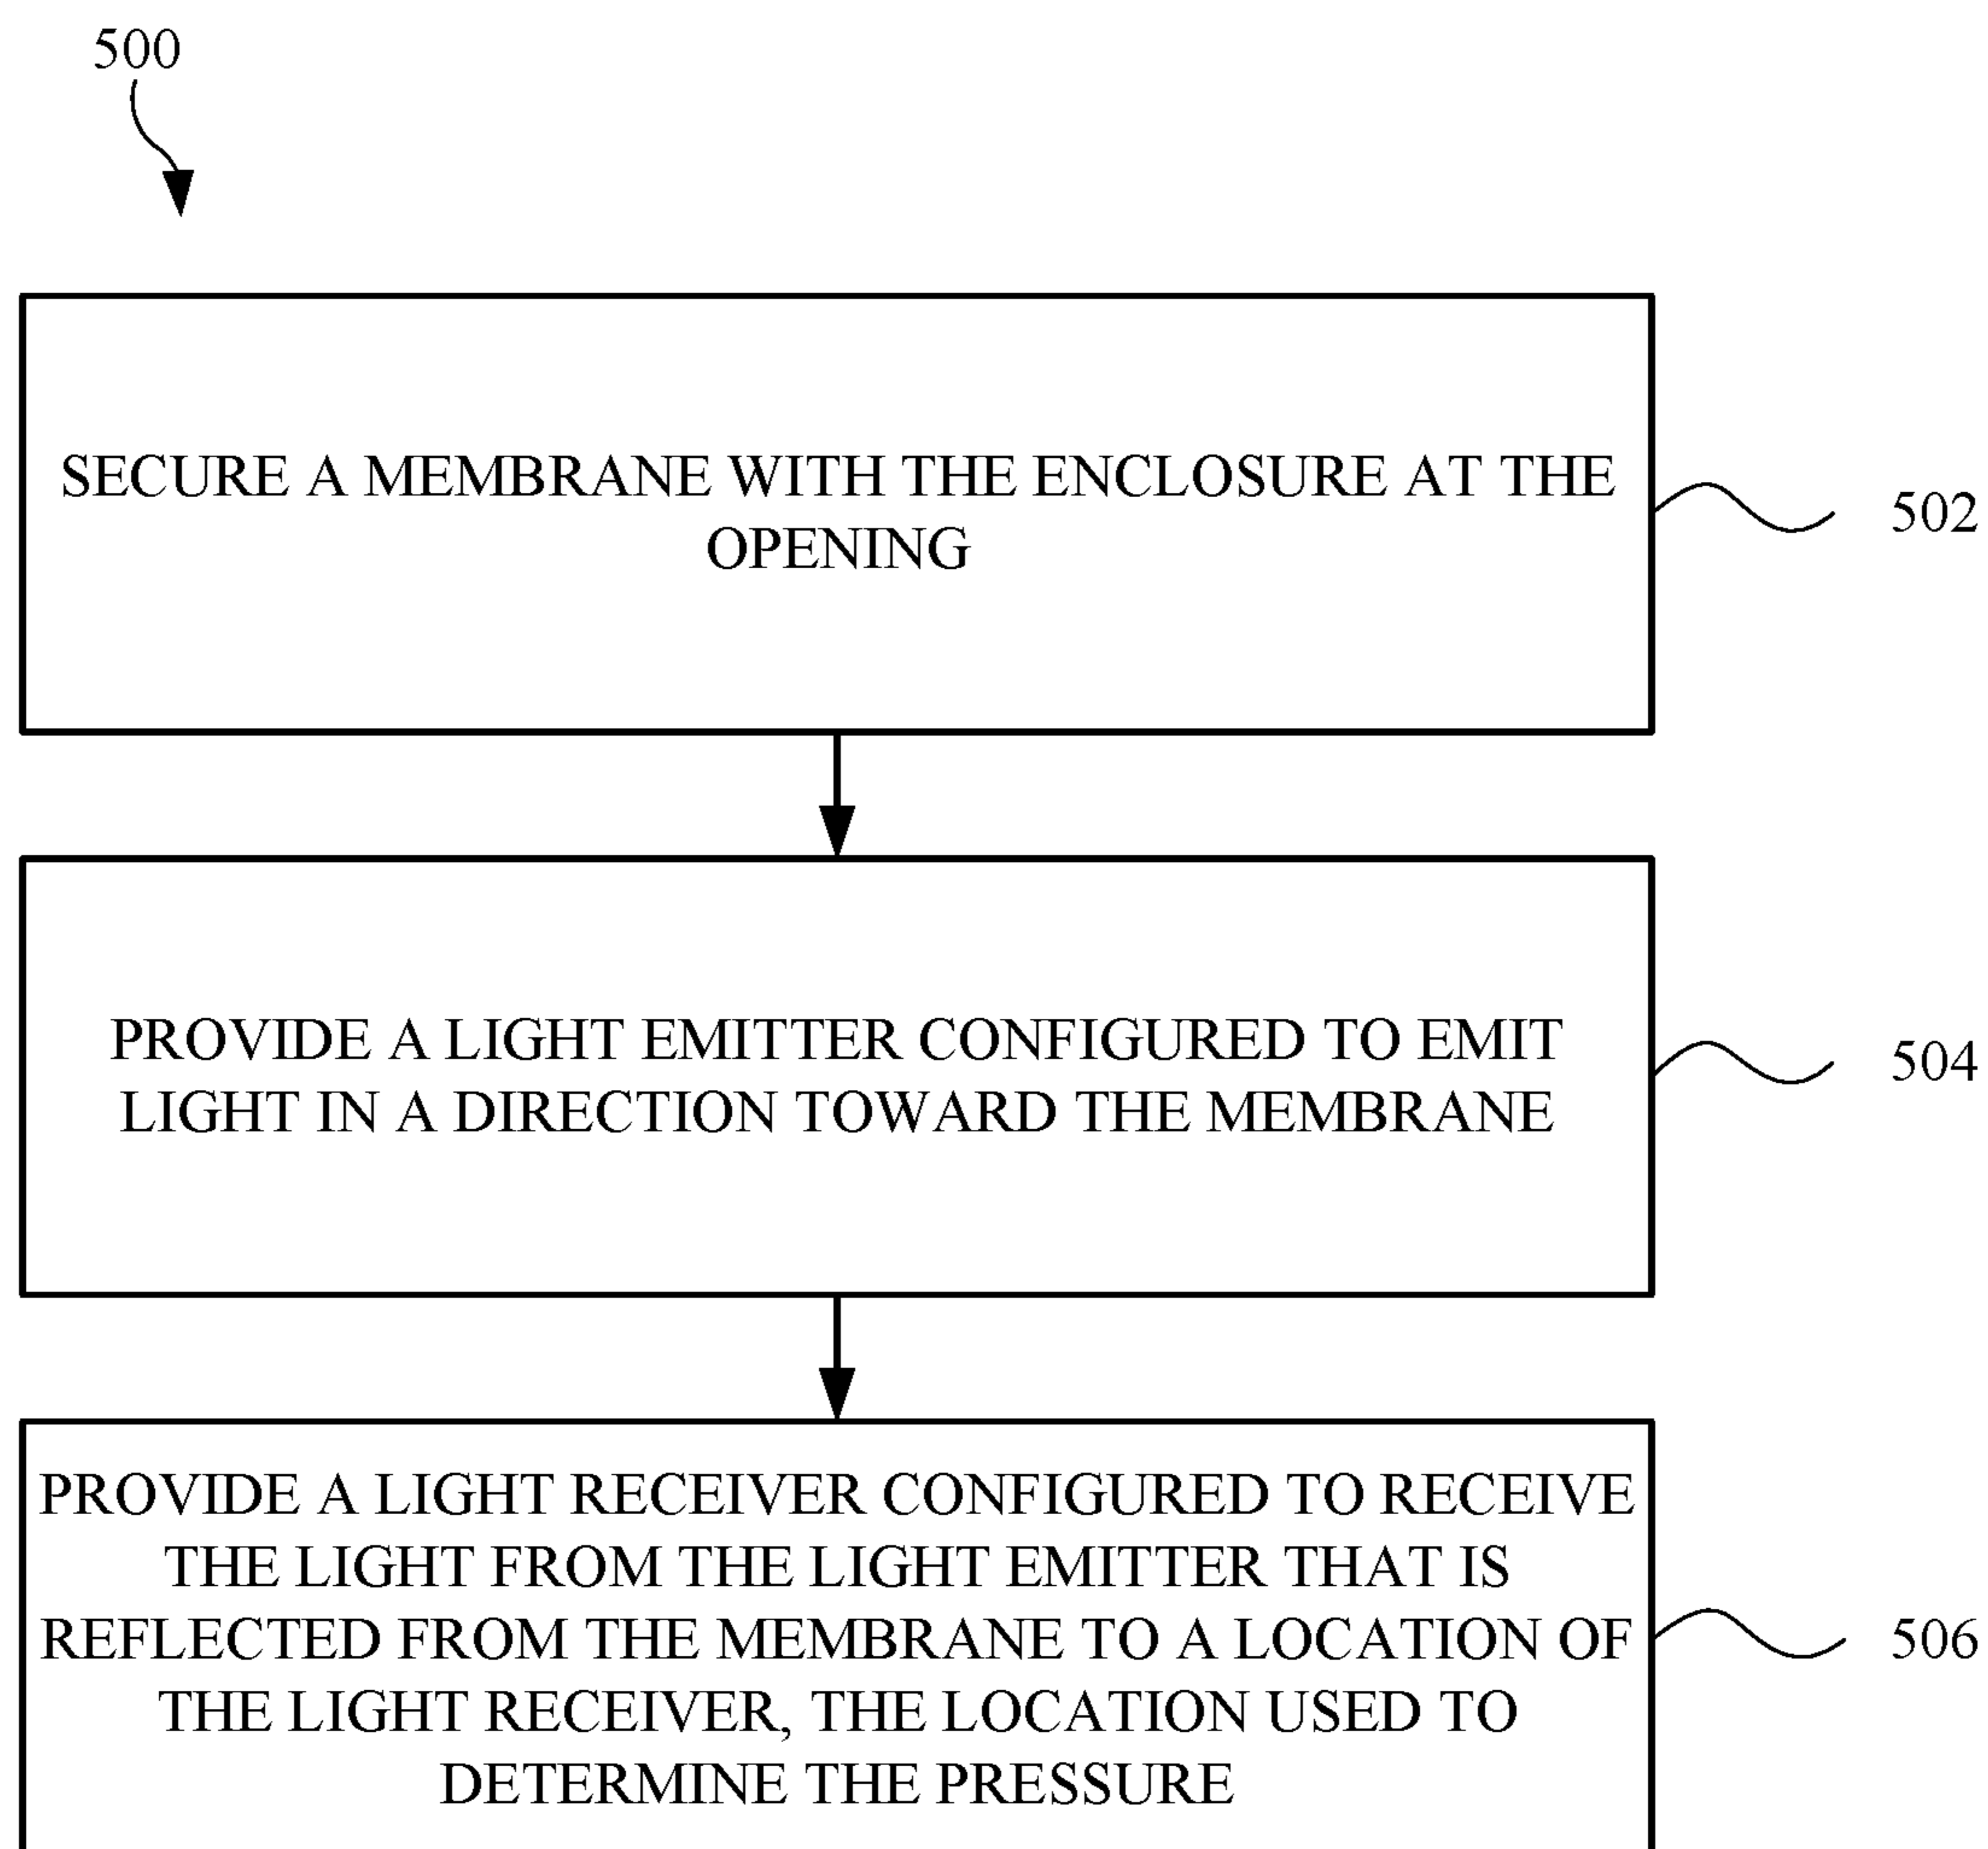 500
SECURE A MEMBRANE WITH THE ENCLOSURE AT THE
OPENING
502
PROVIDE A LIGHT EMITTER CONFIGURED TO EMIT
LIGHT IN A DIRECTION TOWARD THE MEMBRANE
504
PROVIDE A LIGHT RECEIVER CONFIGURED TO RECEIVE
THE LIGHT FROM THE LIGHT EMITTER THAT IS
REFLECTED FROM THE MEMBRANE TO A LOCATION OF
THE LIGHT RECEIVER, THE LOCATION USED TO
DETERMINE THE PRESSURE
506